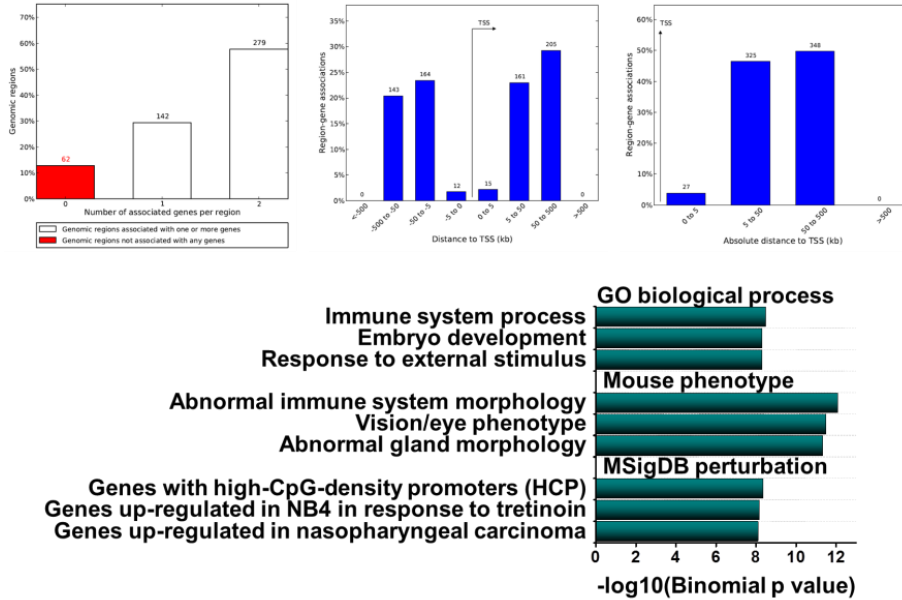 70%
60%
50%
40%
30%
20%
10%
0%
Genomic regions
62
142
279
0
1
2
Number of associated genes per region
Genomic regions associated with one or more genes
Genomic regions not associated with any genes
35%
30%
25%
20%
15%
10%
5%
0%
Region-gene associations
TSS
0
143
164
12
15
161
205
0
<-500
-500 to -50
-50 to -5
-5 to 0
0 to 5
5 to 50
50 to 500
>500
Distance to TSS (kb)
60%
50%
40%
30%
20%
10%
0%
Region-gene associations
TSS
27
325
348
0
0 to 5
5 to 50
50 to 500
>500
Absolute distance to TSS (kb)
GO biological process
Immune system process
Embryo development
Response to external stimulus
Mouse phenotype
Abnormal immune system morphology
Vision/eye phenotype
Abnormal gland morphology
MSigDB perturbation
Genes with high-CpG-density promoters (HCP)
Genes up-regulated in NB4 in response to tretinoin
Genes up-regulated in nasopharyngeal carcinoma
0 2 4 6 8 10 12
-log10(Binomial p value)